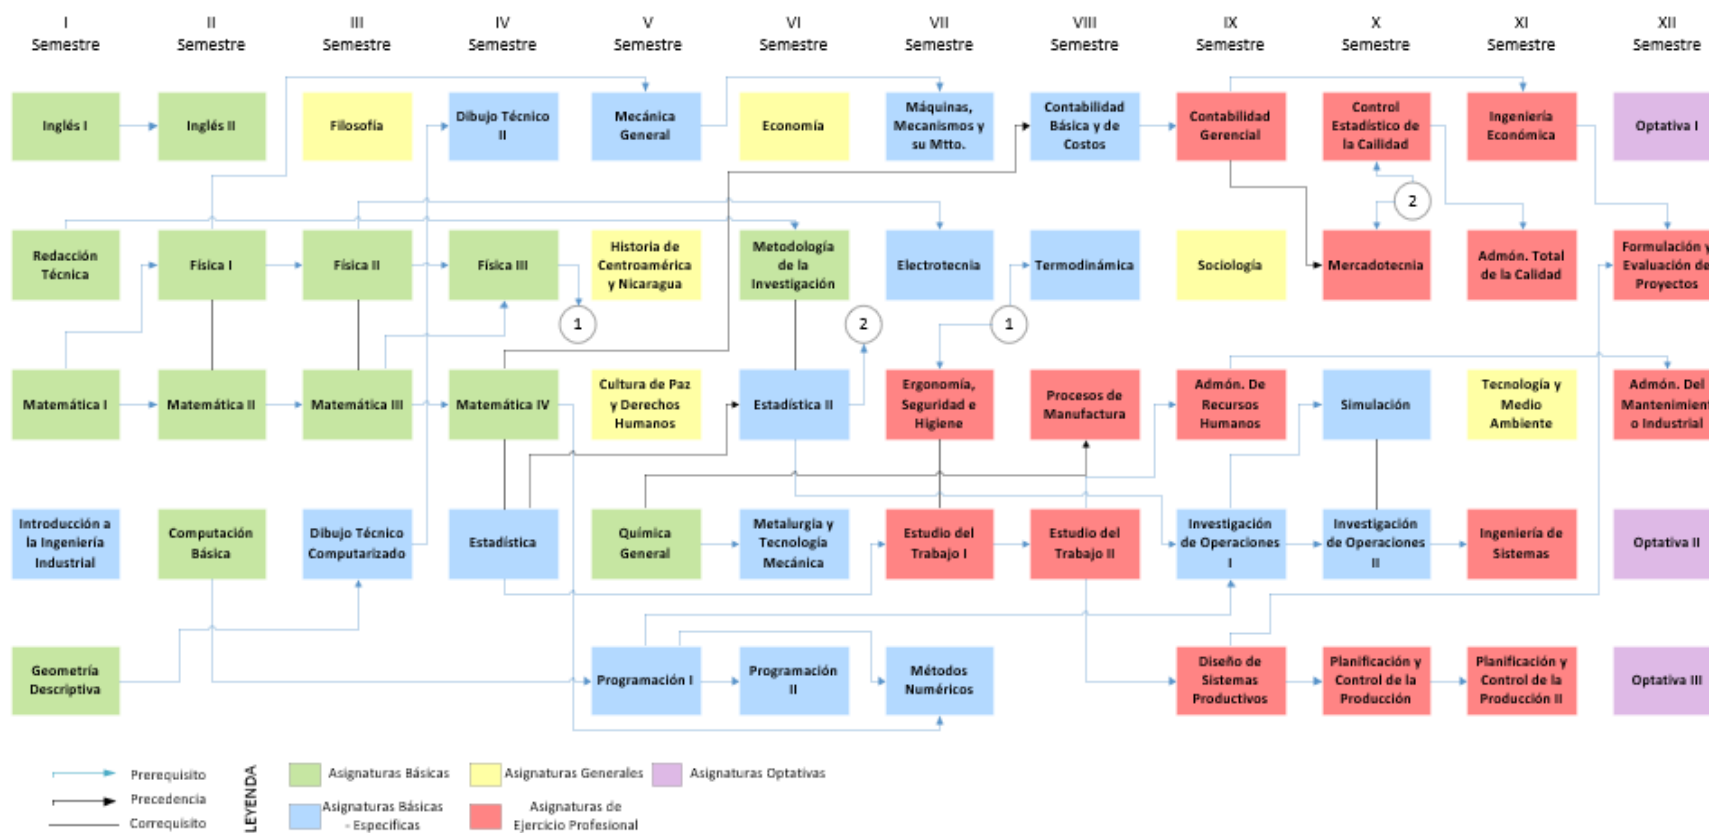 I
Semestre
II
Semestre
III
Semestre
IV
Semestre
V
Semestre
VI
Semestre
VII
Semestre
VIII
Semestre
IX
Semestre
X
Semestre
XI
Semestre
XII
Semestre
Inglés I
Inglés II
Filosofía
Dibujo Técnico
II
Mecánica
General
Economía
Máquinas,
Mecanismos y
su Mtto.
Contabilidad
Básica y de
Costos
Contabilidad
Gerencial
Control
Estadístico de
la Cailidad
Ingeniería
Económica
Optativa I
2
Redacción
Técnica
Física I
Física II
Física III
Historia de
Centroamérica
y Nicaragua
Metodología
de la
Investigación
Electrotecnia
Termodinámica
Sociología
Mercadotecnia
Admón. Total
de la Calidad
Formulación y
Evaluación de
Proyectos
1
2
1
Matemática I
Matemática II
Matemática III
Matemática IV
Cultura de Paz
y Derechos
Humanos
Estadística II
Ergonomía,
Seguridad e
Higiene
Procesos de
Manufactura
Admón. De
Recursos
Humanos
Simulación
Tecnología y
Medio
Ambiente
Admón. Del
Mantenimient
o Industrial
Introducción a
la Ingeniería
Industrial
Computación
Básica
Dibujo Técnico
Computarizado
Estadística
Química
General
Metalurgia y
Tecnología
Mecánica
Estudio del
Trabajo I
Estudio del
Trabajo II
Investigación
de Operaciones
I
Investigación
de Operaciones
II
Ingeniería de
Sistemas
Optativa II
Geometría
Descriptiva
Programación I
Programación
II
Métodos
Numéricos
Diseño de
Sistemas
Productivos
Planificación y
Control de la
Producción
Planificación y
Control de la
Producción II
Optativa III
Prerequisito
Precedencia
Correquisito
LEYENDA
Asignaturas Básicas
Asignaturas Generales
Asignaturas Optativas
Asignaturas Básicas
- Especificas
Asignaturas de
Ejercicio Profesional